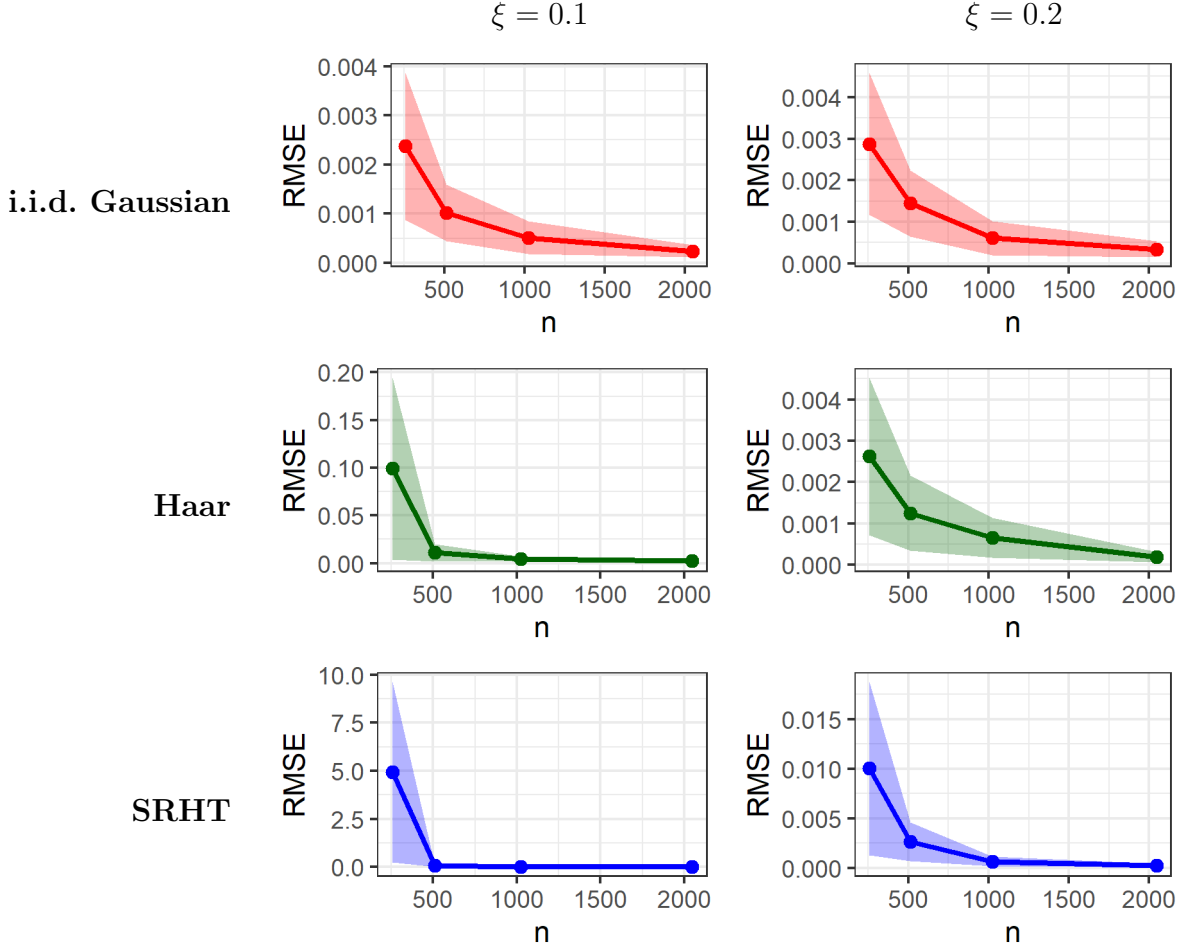 ξ = 0.1
ξ = 0.2
i.i.d. Gaussian
RMSE
0.004
0.003
0.002
0.001
0.000
500 1000 1500 2000
n
RMSE
0.004
0.003
0.002
0.001
0.000
500 1000 1500 2000
n
Haar
RMSE
0.20
0.15
0.10
0.05
0.00
500 1000 1500 2000
n
RMSE
0.004
0.003
0.002
0.001
0.000
500 1000 1500 2000
n
SRHT
RMSE
10.0
7.5
5.0
2.5
0.0
500 1000 1500 2000
n
RMSE
0.015
0.010
0.005
0.000
500 1000 1500 2000
n